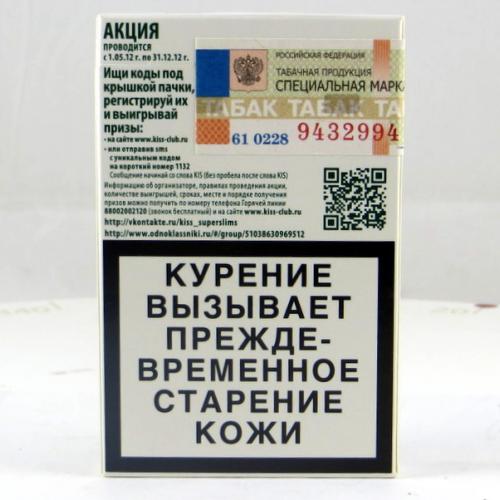 АКЦИЯ
ПРОВОДИТСЯ
с 1.05.12 г. по 31.12.12 г.
Ищи коды под
крышкой пачки,
регистрируй их
и выигрывай
призы:
- на сайте www.kiss-club.ru
- или отправив sms
с уникальным кодом
на короткий номер 1132
Сообщение начинай со слова KIS (без пробела после слова KIS)
Информацию об организаторе, правилах проведения акции,
количестве выигрышей, сроках, месте и порядке получения
призов можно получить по номеру телефона Горячей линии
88002002120 (звонок бесплатный) и на сайте www.kiss-club.ru
http://vkontakte.ru/kiss_superslims
http://www.odnoklassniki.ru/#/group/51038630969512
РОССИЙСКАЯ ФЕДЕРАЦИЯ
ТАБАЧНАЯ ПРОДУКЦИЯ
СПЕЦИАЛЬНАЯ МАРКА
ТАБАК ТАБАК ТА
61 0228 9432994
КУРЕНИЕ
ВЫЗЫВАЕТ
ПРЕЖДЕ-
ВРЕМЕННОЕ
СТАРЕНИЕ
КОЖИ